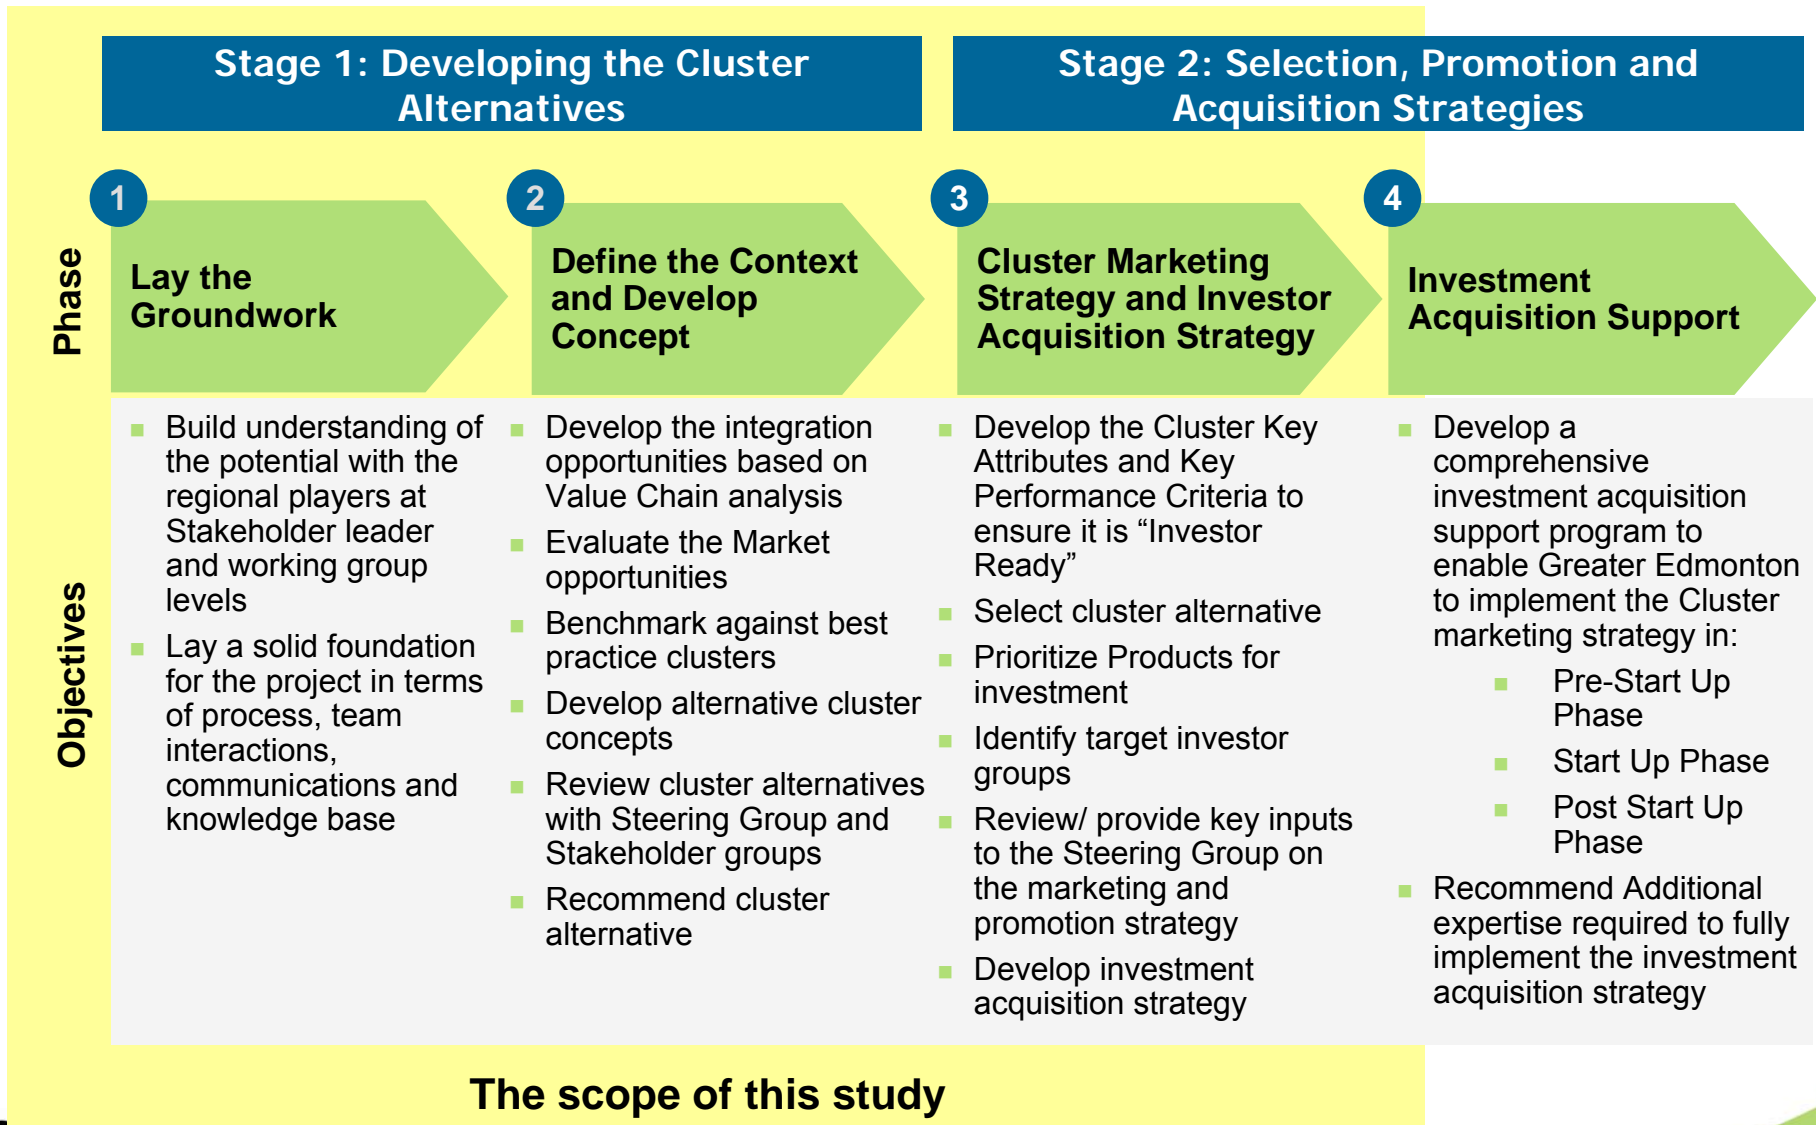 Stage 1: Developing the Cluster
Alternatives
Stage 2: Selection, Promotion and
Acquisition Strategies
Phase
1
Lay the
Groundwork
2
Define the Context
and Develop
Concept
3
Cluster Marketing
Strategy and Investor
Acquisition Strategy
4
Investment
Acquisition Support
Objectives
Build understanding of
the potential with the
regional players at
Stakeholder leader
and working group
levels
Lay a solid foundation
for the project in terms
of process, team
interactions,
communications and
knowledge base
Develop the integration
opportunities based on
Value Chain analysis
Evaluate the Market
opportunities
Benchmark against best
practice clusters
Develop alternative cluster
concepts
Review cluster alternatives
with Steering Group and
Stakeholder groups
Recommend cluster
alternative
Develop the Cluster Key
Attributes and Key
Performance Criteria to
ensure it is “Investor
Ready”
Select cluster alternative
Prioritize Products for
investment
Identify target investor
groups
Review/ provide key inputs
to the Steering Group on
the marketing and
promotion strategy
Develop investment
acquisition strategy
Develop a
comprehensive
investment acquisition
support program to
enable Greater Edmonton
to implement the Cluster
marketing strategy in:
Pre-Start Up
Phase
Start Up Phase
Post Start Up
Phase
Recommend Additional
expertise required to fully
implement the investment
acquisition strategy
The scope of this study